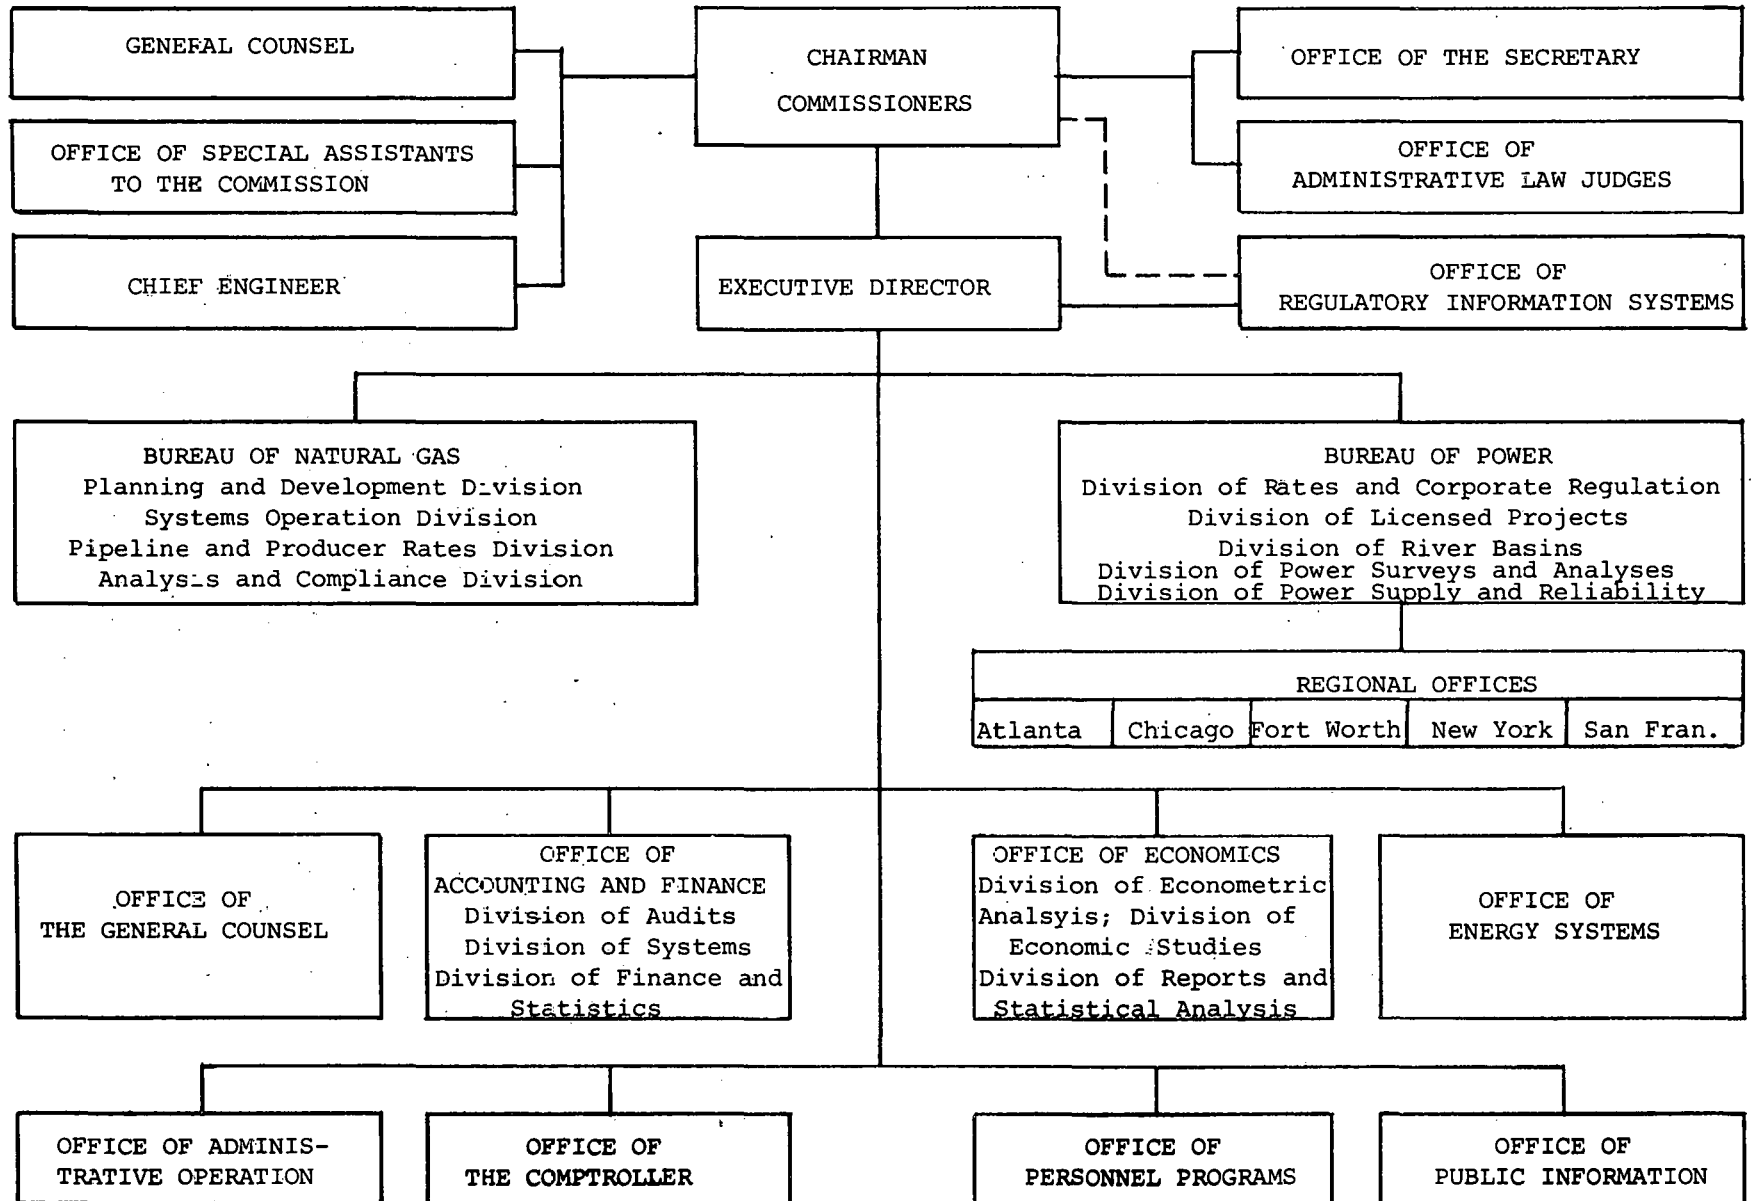 GENERAL COUNSEL
CHAIRMAN
COMMISSIONERS
OFFICE OF THE SECRETARY
OFFICE OF SPECIAL ASSISTANTS
TO THE COMMISSION
OFFICE OF
ADMINISTRATIVE LAW JUDGES
CHIEF ENGINEER
EXECUTIVE DIRECTOR
OFFICE OF
REGULATORY INFORMATION SYSTEMS
BUREAU OF NATURAL GAS
Planning and Development Division
Systems Operation Division
Pipeline and Producer Rates Division
Analysis and Compliance Division
BUREAU OF POWER
Division of Rates and Corporate Regulation
Division of Licensed Projects
Division of River Basins
Division of Power Surveys and Analyses
Division of Power Supply and Reliability
REGIONAL OFFICES
Atlanta
Chicago
Fort Worth
New York
San Fran.
OFFICE OF
THE GENERAL COUNSEL
OFFICE OF
ACCOUNTING AND FINANCE
Division of Audits
Division of Systems
Division of Finance and
Statistics
OFFICE OF ECONOMICS
Division of Econometric
Analsyis; Division of
Economic Studies
Division of Reports and
Statistical Analysis
OFFICE OF
ENERGY SYSTEMS
OFFICE OF ADMINIS-
TRATIVE OPERATION
OFFICE OF
THE COMPTROLLER
OFFICE OF
PERSONNEL PROGRAMS
OFFICE OF
PUBLIC INFORMATION